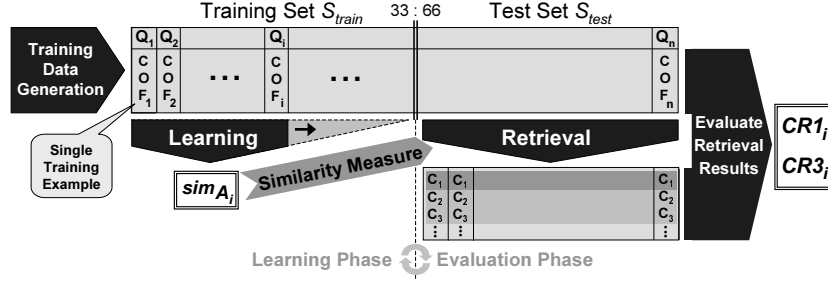 Training Set S_train 33 : 66 Test Set S_test
Training
Data
Generation
Q1 Q2 Qi Qn
C C C C
O O O O
F1 F2 ... Fi ... Fn
Single
Training
Example
Learning
Retrieval
Similarity Measure
simAi
C1 C1 C1
C2 C2 C2
C3 C3 C3
Evaluate
Retrieval
Results
CR1i
CR3i
Learning Phase Evaluation Phase